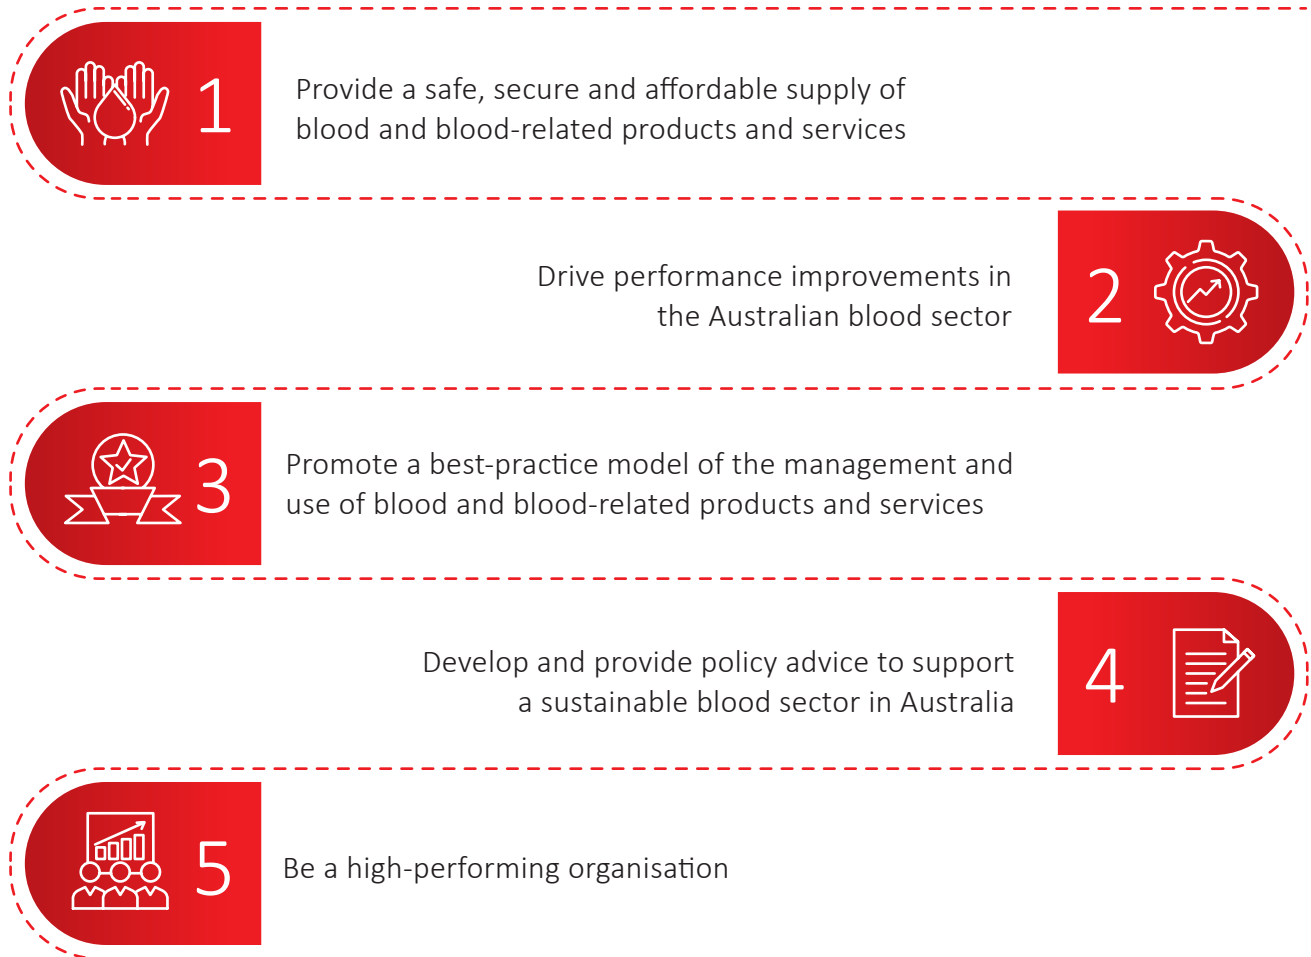 1
Provide a safe, secure and affordable supply of
blood and blood-related products and services
Drive performance improvements in
the Australian blood sector
2
3
Promote a best-practice model of the management and
use of blood and blood-related products and services
Develop and provide policy advice to support
a sustainable blood sector in Australia
4
5
Be a high-performing organisation